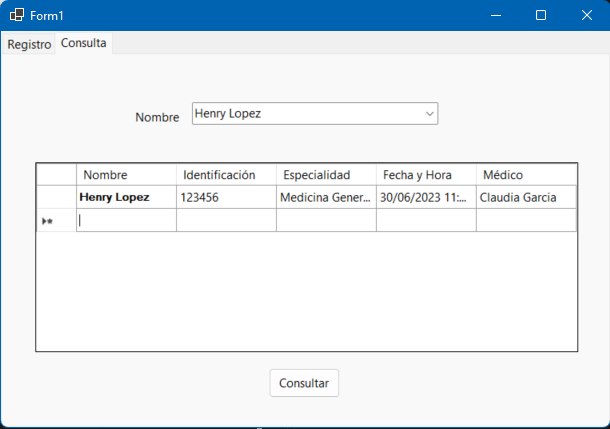 Form1
Registro Consulta
Nombre Henry Lopez
Nombre Identificación Especialidad Fecha y Hora Médico
Henry Lopez 123456 Medicina Gener... 30/06/2023 11:... Claudia Garcia
Consultar